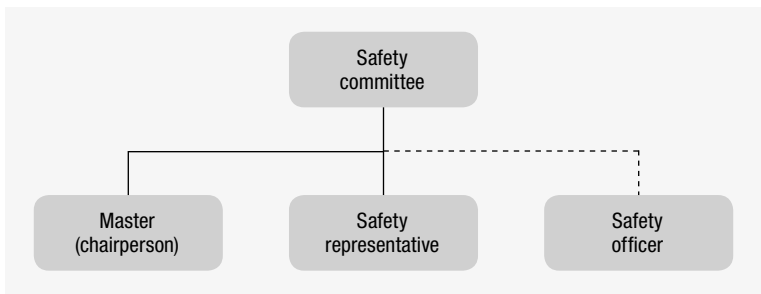 Safety
committee
Master
(chairperson)
Safety
representative
Safety
officer